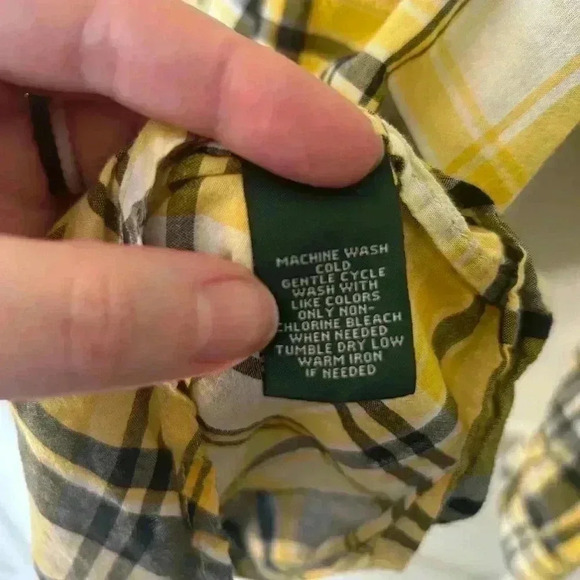 MACHINE WASH
COLD
GENTLE CYCLE
WASH WITH
LIKE COLORS
ONLY NON-
CHLORINE BLEACH
WHEN NEEDED
TUMBLE DRY LOW
WARM IRON
IF NEEDED